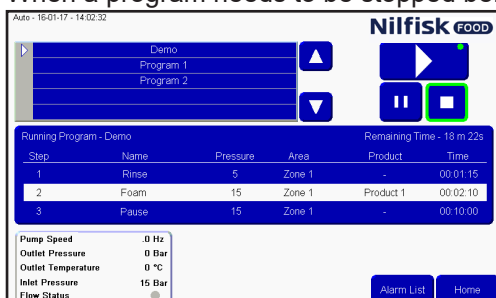 When a program needs to be stopped be
Auto - 16-01-17 - 14:02:32
Nilfisk FOOD
Demo
Program 1
Program 2
Running Program - Demo Remaining Time - 18 m 22s
Step Name Pressure Area Product Time
1 Rinse 5 Zone 1 - 00:01:15
2 Foam 15 Zone 1 Product 1 00:02:10
3 Pause 15 Zone 1 - 00:10:00
Pump Speed .0 Hz
Outlet Pressure 0 Bar
Outlet Temperature 0 °C
Inlet Pressure 15 Bar
Flow Status
Alarm List Home